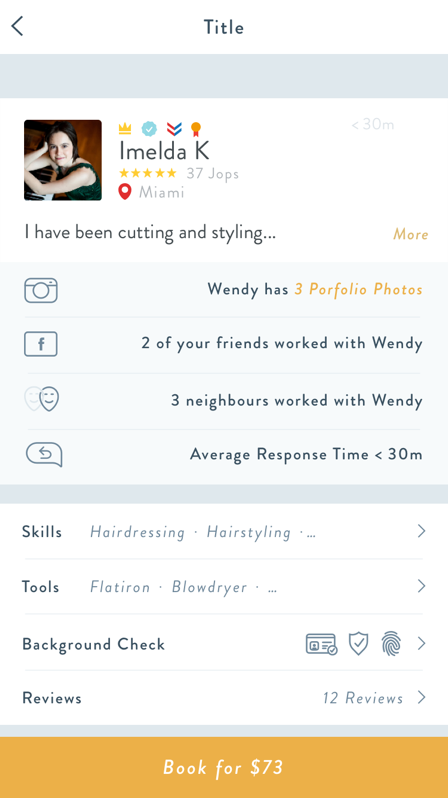 Title
< 30m
Imelda K
37 Jops
Miami
I have been cutting and styling...
More
Wendy has 3 Porfolio Photos
f
2 of your friends worked with Wendy
3 neighbours worked with Wendy
Average Response Time < 30m
Skills Hairdressing · Hairstyling ·...
Tools Flatiron · Blowdryer · ...
Background Check
Reviews 12 Reviews
Book for $73